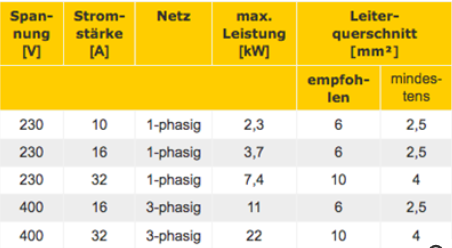 Span- Strom- Netz max. Leiter-
nung stärke Leistung querschnitt
[V] [A] [kW] [mm²]
empfoh- mindes-
len tens
230 10 1-phasig 2,3 6 2,5
230 16 1-phasig 3,7 6 2,5
230 32 1-phasig 7,4 10 4
400 16 3-phasig 11 6 2,5
400 32 3-phasig 22 10 4